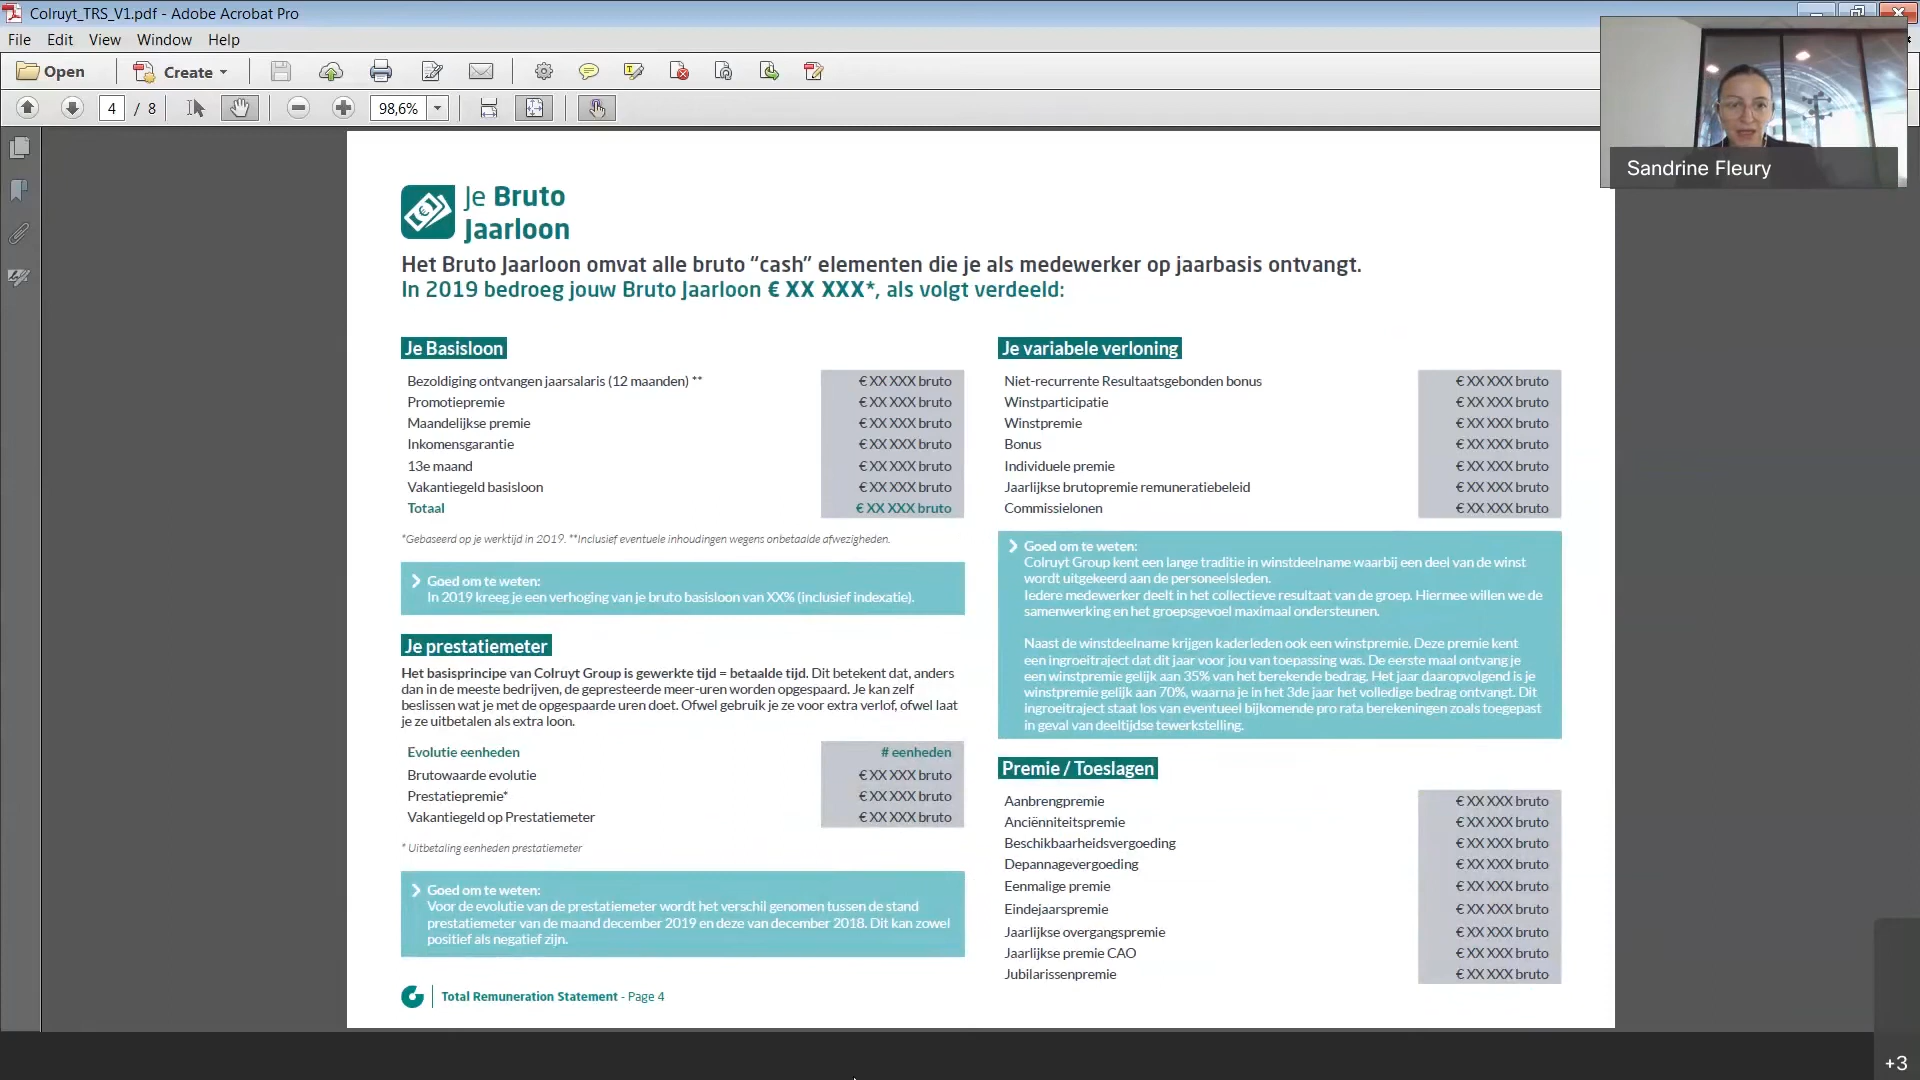 Colruyt_TRS_V1.pdf - Adobe Acrobat Pro
File Edit View Window Help
Open Create
4 / 8 98,6%
Sandrine Fleury
Je Bruto
Jaarloon
Het Bruto Jaarloon omvat alle bruto “cash” elementen die je als medewerker op jaarbasis ontvangt.
In 2019 bedroeg jouw Bruto Jaarloon € XX XXX*, als volgt verdeeld:
Je Basisloon
Bezoldiging ontvangen jaarsalaris (12 maanden) ** € XX XXX bruto
Promotiepremie € XX XXX bruto
Maandelijkse premie € XX XXX bruto
Inkomensgarantie € XX XXX bruto
13e maand € XX XXX bruto
Vakantiegeld basisloon € XX XXX bruto
Totaal € XX XXX bruto
*Gebaseerd op je werktijd in 2019. **Inclusief eventuele inhoudingen wegens onbetaalde afwezigheden.
Goed om te weten:
In 2019 kreeg je een verhoging van je bruto basisloon van XX% (inclusief indexatie).
Je prestatiemeter
Het basisprincipe van Colruyt Group is gewerkte tijd = betaalde tijd. Dit betekent dat, anders
dan in de meeste bedrijven, de gepresteerde meer-uren worden opgespaard. Je kan zelf
beslissen wat je met de opgespaarde uren doet. Ofwel gebruik je ze voor extra verlof, ofwel laat
je ze uitbetalen als extra loon.
Evolutie eenheden # eenheden
Brutowaarde evolutie € XX XXX bruto
Prestatiepremie* € XX XXX bruto
Vakantiegeld op Prestatiemeter € XX XXX bruto
* Uitbetaling eenheden prestatiemeter
Goed om te weten:
Voor de evolutie van de prestatiemeter wordt het verschil genomen tussen de stand
prestatiemeter van de maand december 2019 en deze van december 2018. Dit kan zowel
positief als negatief zijn.
Total Remuneration Statement - Page 4
Je variabele verloning
Niet-recurrente Resultaatsgebonden bonus € XX XXX bruto
Winstparticipatie € XX XXX bruto
Winstpremie € XX XXX bruto
Bonus € XX XXX bruto
Individuele premie € XX XXX bruto
Jaarlijkse brutopremie remuneratiebeleid € XX XXX bruto
Commissielonen € XX XXX bruto
Goed om te weten:
Colruyt Group kent een lange traditie in winstdeelname waarbij een deel van de winst
wordt uitgekeerd aan de personeelsleden.
Iedere medewerker deelt in het collectieve resultaat van de groep. Hiermee willen we de
samenwerking en het groepsgevoel maximaal ondersteunen.
Naast de winstdeelname krijgen kaderleden ook een winstpremie. Deze premie kent
een ingroeitraject dat dit jaar voor jou van toepassing was. De eerste maal ontvang je
een winstpremie gelijk aan 35% van het berekende bedrag. Het jaar daaropvolgend is je
winstpremie gelijk aan 70%, waarna je in het 3de jaar het volledige bedrag ontvangt. Dit
ingroeitraject staat los van eventueel bijkomende pro rata berekeningen zoals toegepast
in geval van deeltijdse tewerkstelling.
Premie / Toeslagen
Aanbrengpremie € XX XXX bruto
Anciënniteitspremie € XX XXX bruto
Beschikbaarheidsvergoeding € XX XXX bruto
Depannagevergoeding € XX XXX bruto
Eenmalige premie € XX XXX bruto
Eindejaarspremie € XX XXX bruto
Jaarlijkse overgangspremie € XX XXX bruto
Jaarlijkse premie CAO € XX XXX bruto
Jubilarissenpremie € XX XXX bruto
+3